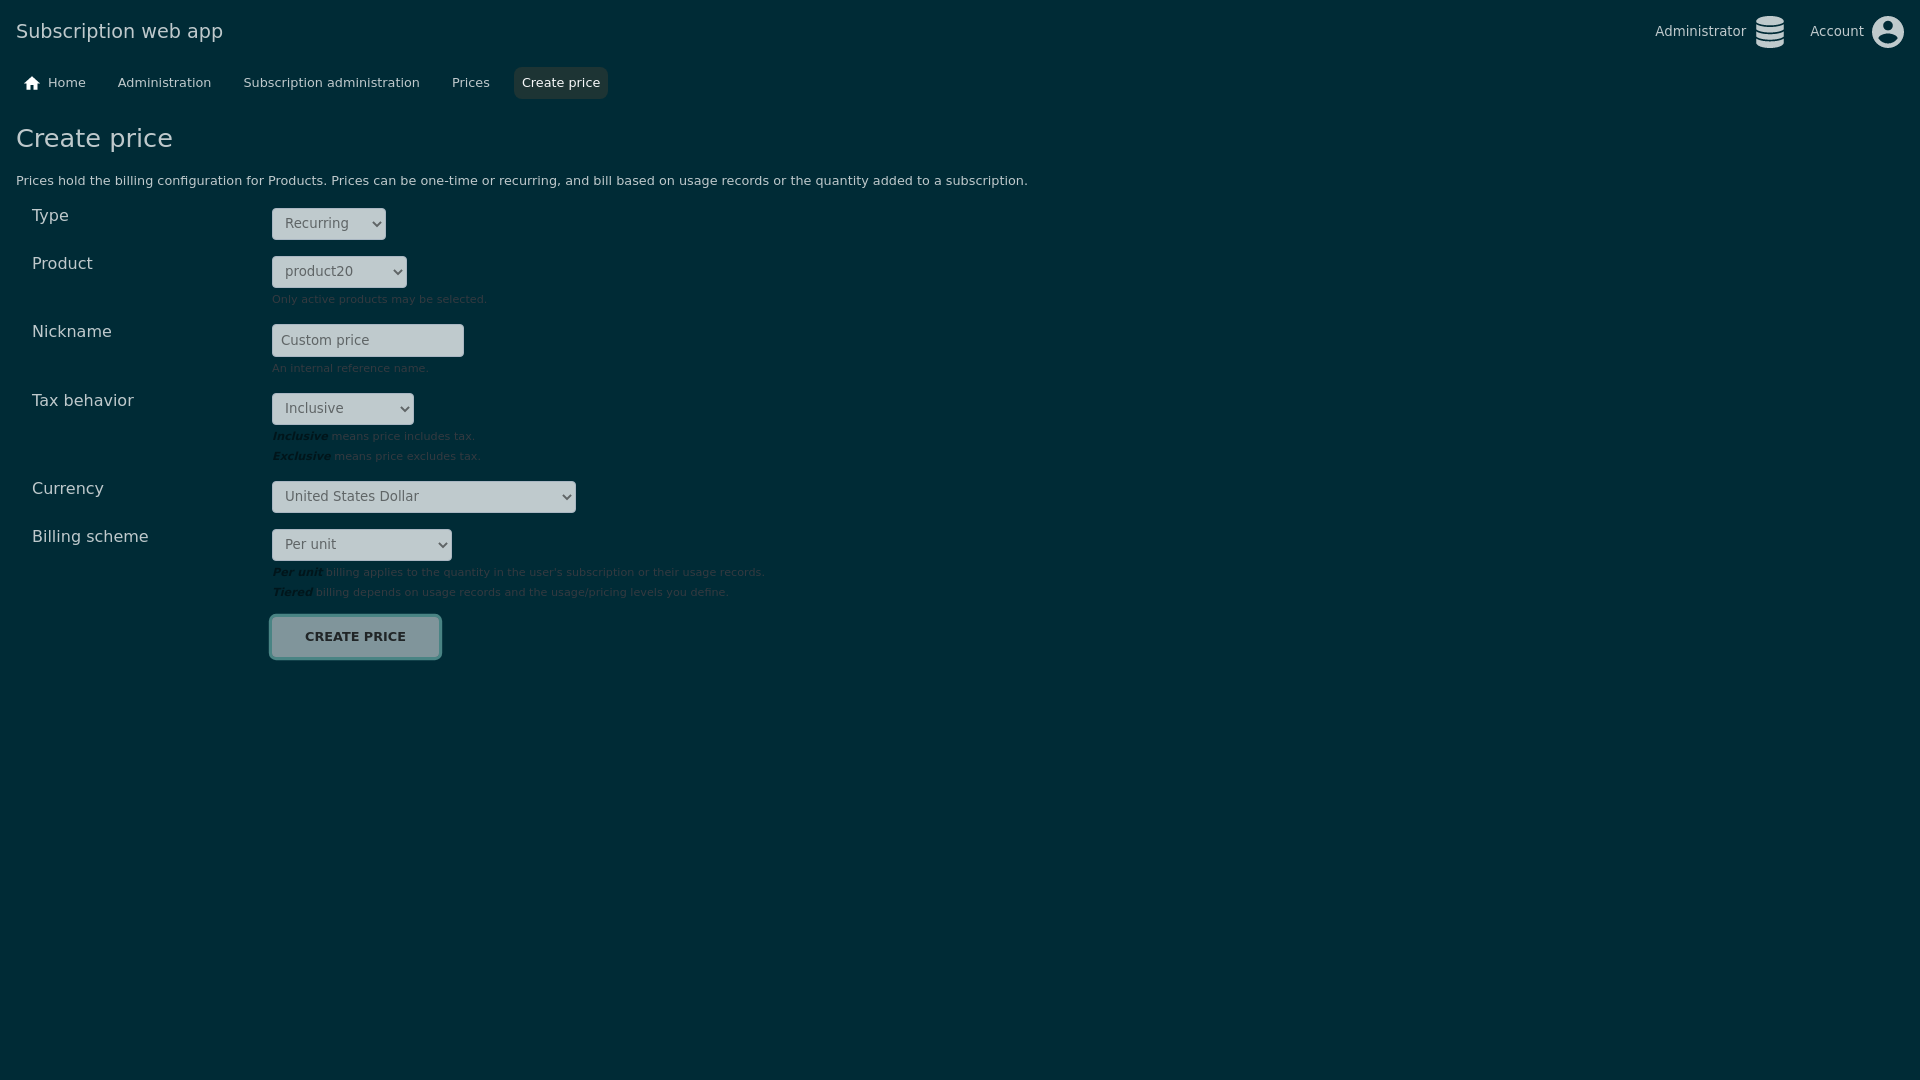 Subscription web app
Administrator
Account
Home
Administration
Subscription administration
Prices
Create price
Create price
Prices hold the billing configuration for Products. Prices can be one-time or recurring, and bill based on usage records or the quantity added to a subscription.
Type
Recurring
Product
product20
Only active products may be selected.
Nickname
Custom price
An internal reference name.
Tax behavior
Inclusive
Inclusive means price includes tax.
Exclusive means price excludes tax.
Currency
United States Dollar
Billing scheme
Per unit
Per unit billing applies to the quantity in the user's subscription or their usage records.
Tiered billing depends on usage records and the usage/pricing levels you define.
CREATE PRICE